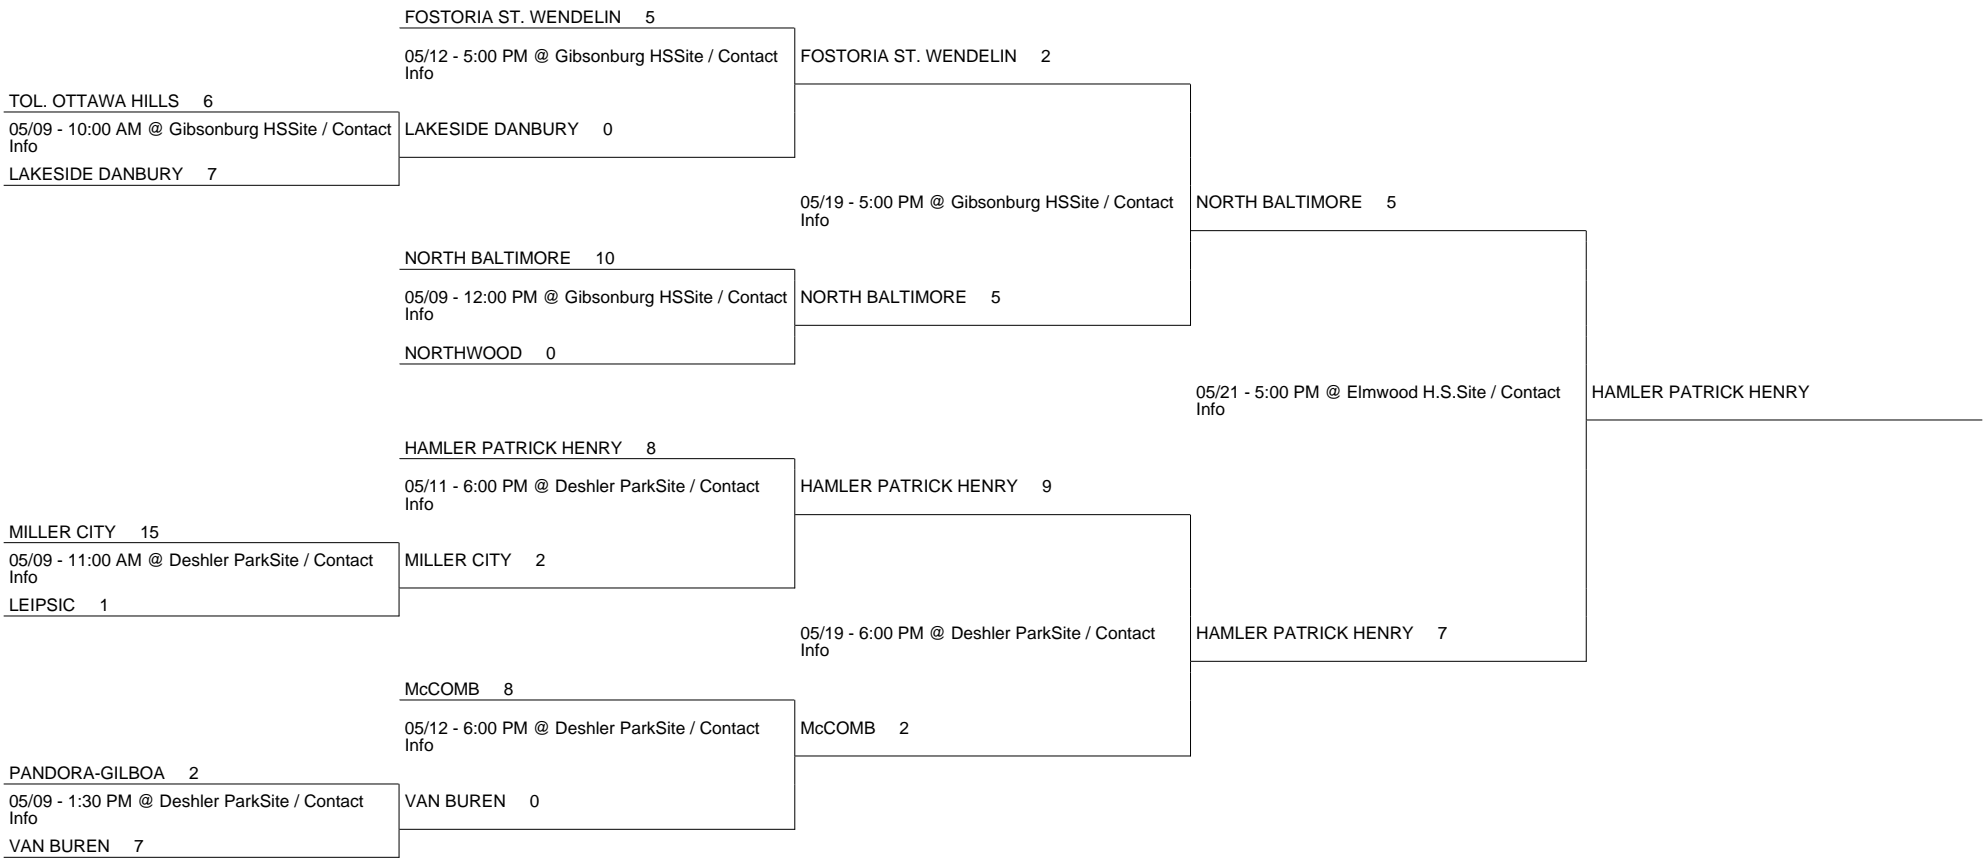 FOSTORIA ST. WENDELIN 5
05/12 - 5:00 PM @ Gibsonburg HSSite / Contact
Info
FOSTORIA ST. WENDELIN 2
TOL. OTTAWA HILLS 6
05/09 - 10:00 AM @ Gibsonburg HSSite / Contact
Info
LAKESIDE DANBURY 0
LAKESIDE DANBURY 7
05/19 - 5:00 PM @ Gibsonburg HSSite / Contact
Info
NORTH BALTIMORE 5
NORTH BALTIMORE 10
05/09 - 12:00 PM @ Gibsonburg HSSite / Contact
Info
NORTH BALTIMORE 5
NORTHWOOD 0
05/21 - 5:00 PM @ Elmwood H.S.Site / Contact
Info
HAMLER PATRICK HENRY
HAMLER PATRICK HENRY 8
05/11 - 6:00 PM @ Deshler ParkSite / Contact
Info
HAMLER PATRICK HENRY 9
MILLER CITY 15
05/09 - 11:00 AM @ Deshler ParkSite / Contact
Info
MILLER CITY 2
LEIPSIC 1
05/19 - 6:00 PM @ Deshler ParkSite / Contact
Info
HAMLER PATRICK HENRY 7
McCOMB 8
05/12 - 6:00 PM @ Deshler ParkSite / Contact
Info
McCOMB 2
PANDORA-GILBOA 2
05/09 - 1:30 PM @ Deshler ParkSite / Contact
Info
VAN BUREN 0
VAN BUREN 7